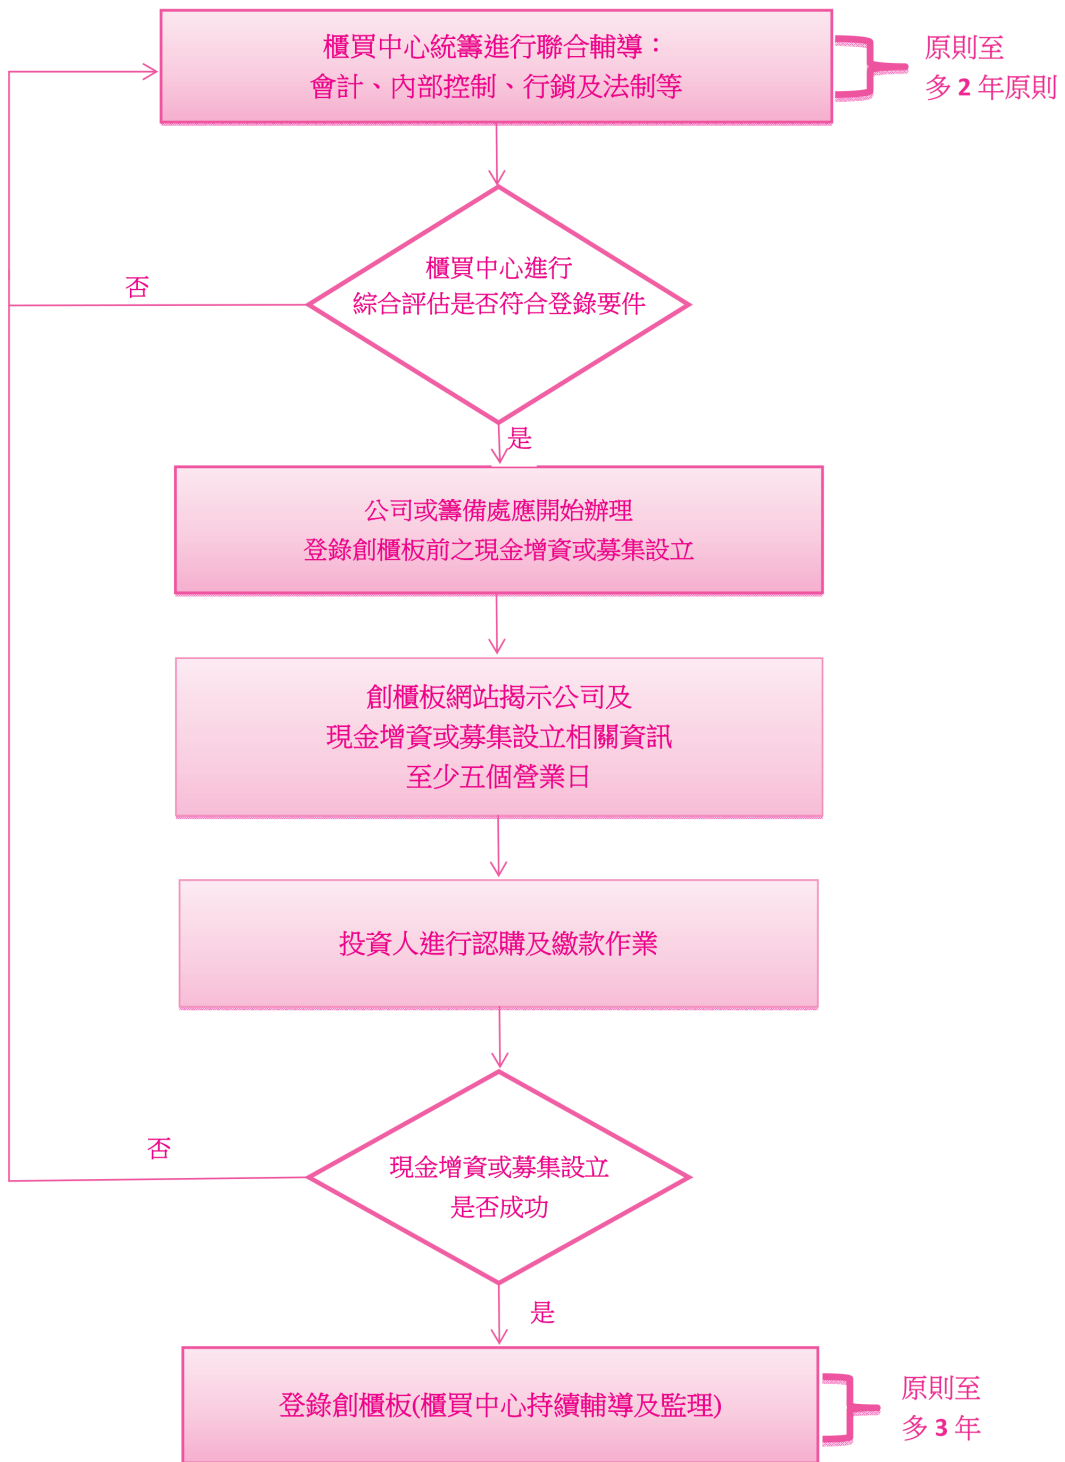 櫃買中心統籌進行聯合輔導：
會計、內部控制、行銷及法制等
原則至
多 2 年原則
櫃買中心進行
綜合評估是否符合登錄要件
否
是
公司或籌備處應開始辦理
登錄創櫃板前之現金增資或募集設立
創櫃板網站揭示公司及
現金增資或募集設立相關資訊
至少五個營業日
投資人進行認購及繳款作業
否
現金增資或募集設立
是否成功
是
登錄創櫃板(櫃買中心持續輔導及監理)
原則至
多 3 年